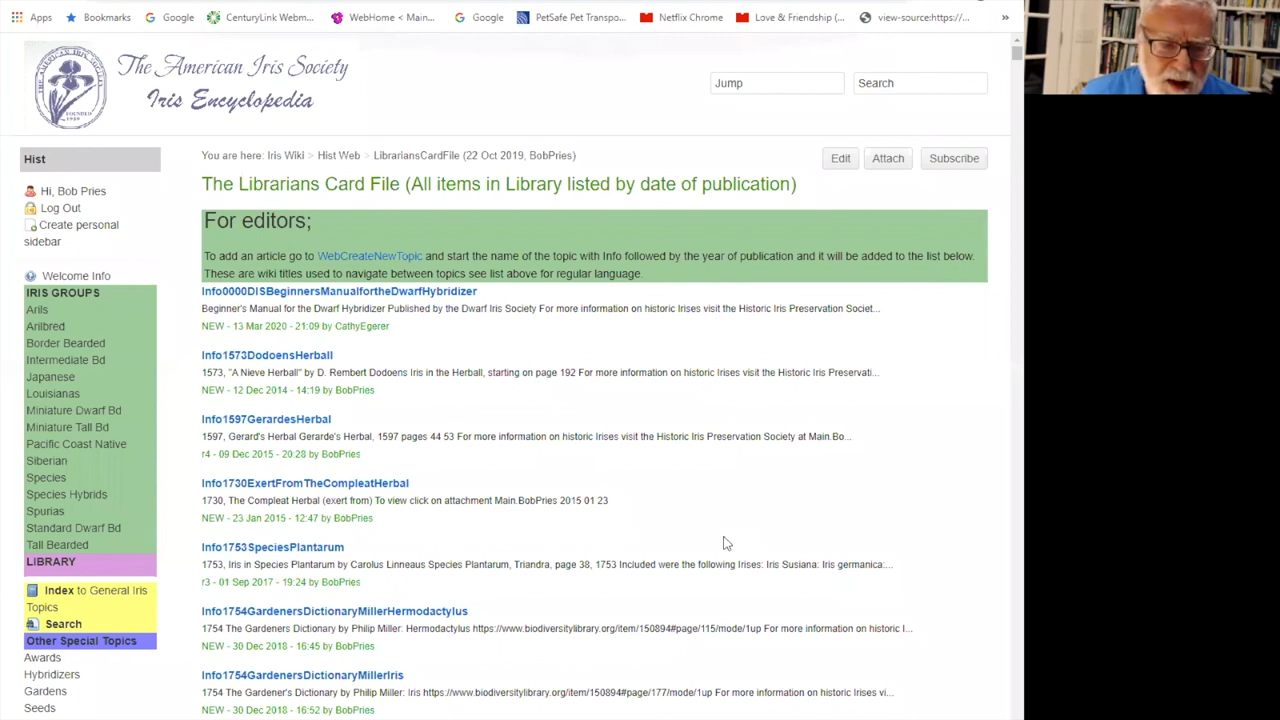 Apps Bookmarks Google CenturyLink Webm... WebHome < Main... Google PetSafe Pet Transpo... Netflix Chrome Love & Friendship (... view-source:https://... »
The American Iris Society
Iris Encyclopedia
Jump Search
Hist
Hi, Bob Pries
Log Out
Create personal
sidebar
Welcome Info
IRIS GROUPS
Arils
Arilbred
Border Bearded
Intermediate Bd
Japanese
Louisianas
Miniature Dwarf Bd
Miniature Tall Bd
Pacific Coast Native
Siberian
Species
Species Hybrids
Spurias
Standard Dwarf Bd
Tall Bearded
LIBRARY
Index to General Iris
Topics
Search
Other Special Topics
Awards
Hybridizers
Gardens
Seeds
You are here: Iris Wiki > Hist Web > LibrariansCardFile (22 Oct 2019, BobPries)
Edit Attach Subscribe
The Librarians Card File (All items in Library listed by date of publication)
For editors;
To add an article go to WebCreateNewTopic and start the name of the topic with Info followed by the year of publication and it will be added to the list below.
These are wiki titles used to navigate between topics see list above for regular language.
Info0000DISBeginnersManualfortheDwarfHybridizer
Beginner's Manual for the Dwarf Hybridizer Published by the Dwarf Iris Society For more information on historic Irises visit the Historic Iris Preservation Societ...
NEW - 13 Mar 2020 - 21:09 by CathyEgerer
Info1573DodoensHerball
1573, "A Nieve Herball" by D. Rembert Dodoens Iris in the Herball, starting on page 192 For more information on historic Irises visit the Historic Iris Preservati...
NEW - 12 Dec 2014 - 14:19 by BobPries
Info1597GerardesHerbal
1597, Gerard's Herbal Gerarde's Herbal, 1597 pages 44 53 For more information on historic Irises visit the Historic Iris Preservation Society at Main.Bo...
r4 - 09 Dec 2015 - 20:28 by BobPries
Info1730ExertFromTheCompleatHerbal
1730, The Compleat Herbal (exert from) To view click on attachment Main.BobPries 2015 01 23
NEW - 23 Jan 2015 - 12:47 by BobPries
Info1753SpeciesPlantarum
1753, Iris in Species Plantarum by Carolus Linneaus Species Plantarum, Triandra, page 38, 1753 Included were the following Irises: Iris Susiana: Iris germanica:...
r3 - 01 Sep 2017 - 19:24 by BobPries
Info1754GardenersDictionaryMillerHermodactylus
1754 The Gardeners Dictionary by Philip Miller: Hermodactylus https://www.biodiversitylibrary.org/item/150894#page/115/mode/1up For more information on historic I...
NEW - 30 Dec 2018 - 16:45 by BobPries
Info1754GardenersDictionaryMillerIris
1754 The Gardener's Dictionary by Philip Miller: Iris https://www.biodiversitylibrary.org/item/150894#page/177/mode/1up For more information on historic Irises vi...
NEW - 30 Dec 2018 - 16:52 by BobPries